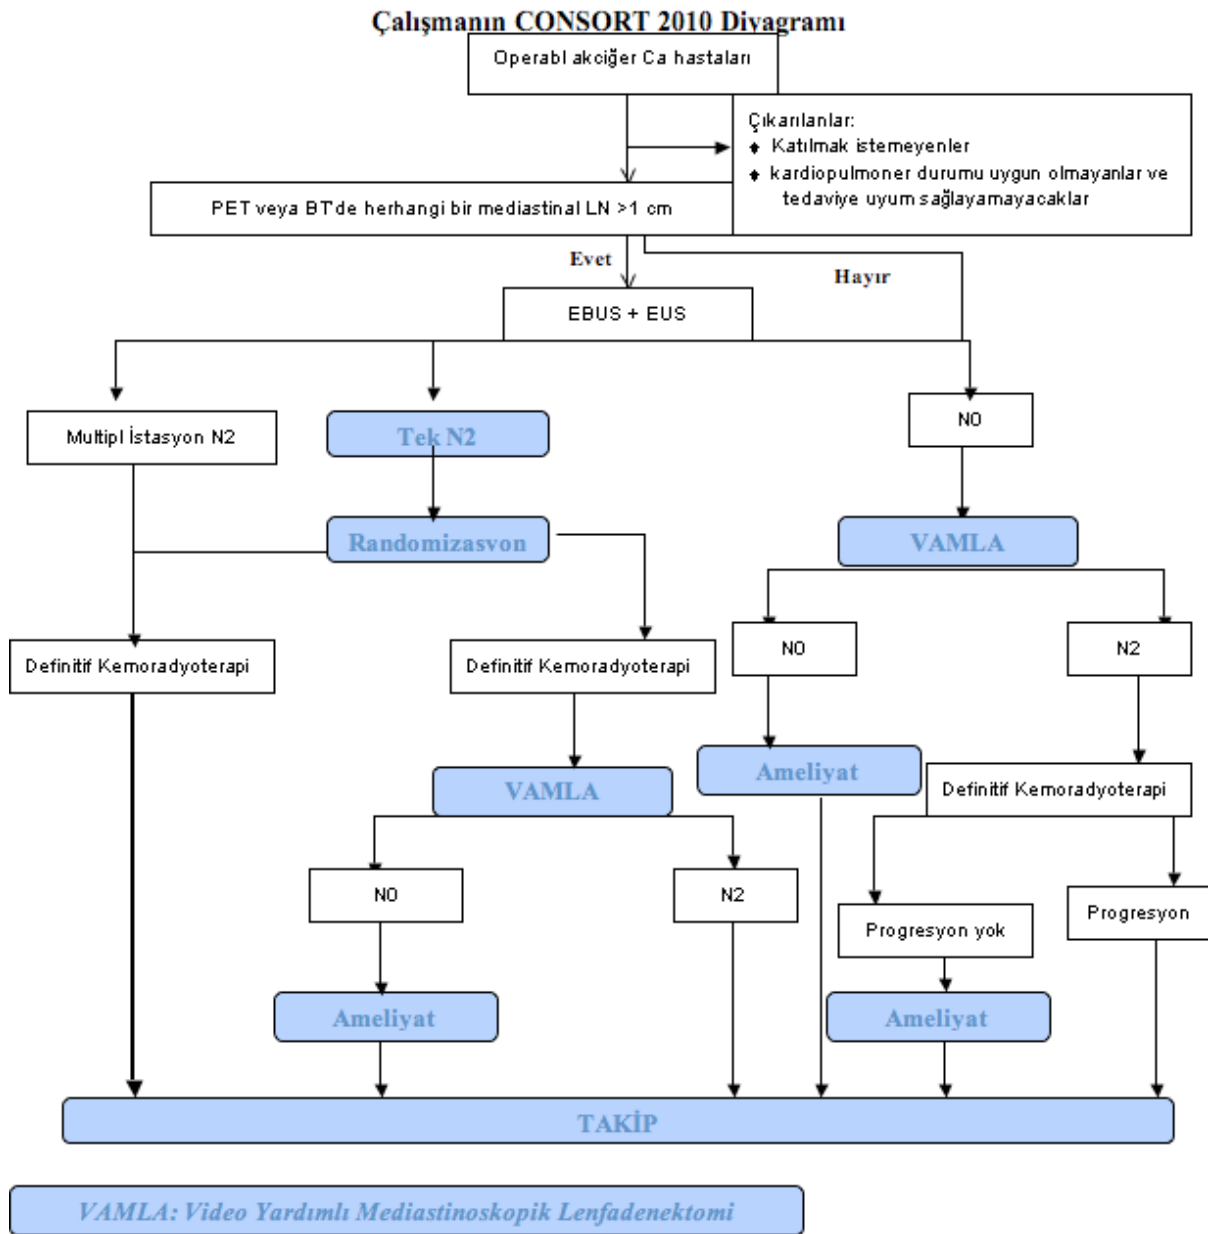 Çalışmanın CONSORT 2010 Diyagramı
Operabl akciğer Ca hastaları
Çıkarılanlar:
♦ Katılmak istemeyenler
♦ kardiopulmoner durumu uygun olmayanlar ve
tedaviye uyum sağlayamayacaklar
PET veya BT'de herhangi bir mediastinal LN >1 cm
Evet
Hayır
EBUS + EUS
Multipl İstasyon N2
Tek N2
N0
Randomizasyon
VAMLA
N0
N2
Definitif Kemoradyoterapi
Definitif Kemoradyoterapi
Ameliyat
VAMLA
Definitif Kemoradyoterapi
N0
N2
Progresyon yok
Progresyon
Ameliyat
Ameliyat
TAKİP
VAMLA: Video Yardımlı Mediastinoskopik Lenfadenektomi